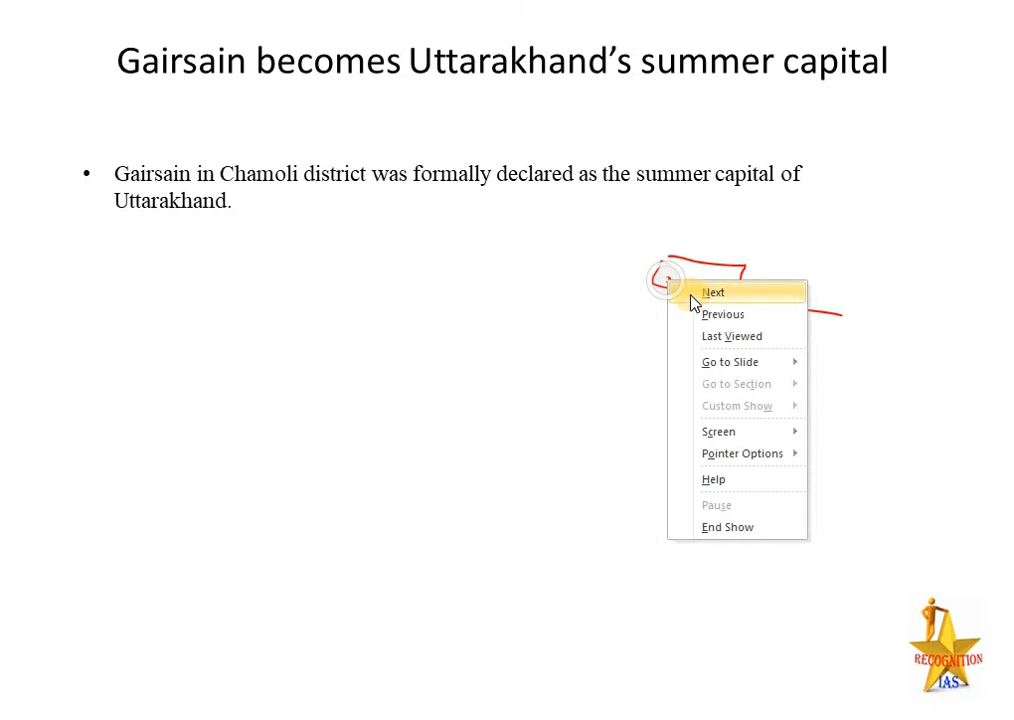 Gairsain becomes Uttarakhand’s summer capital
• Gairsain in Chamoli district was formally declared as the summer capital of
Uttarakhand.
Next
Previous
Last Viewed
Go to Slide
Go to Section
Custom Show
Screen
Pointer Options
Help
Pause
End Show
RECOGNITION
IAS